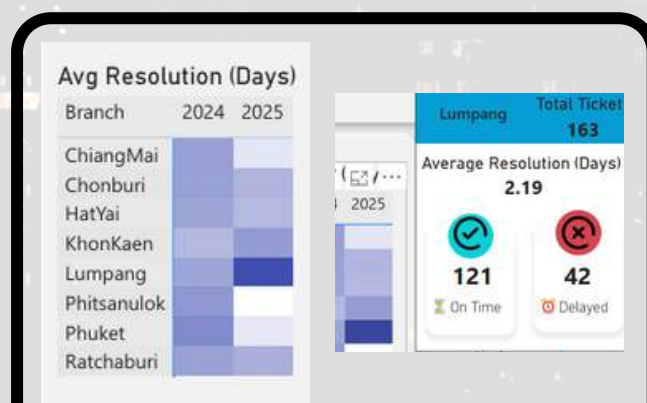 Avg Resolution (Days)
Branch 2024 2025
ChiangMai
Chonburi
HatYai
KhonKaen
Lumpang
Phitsanulok
Phuket
Ratchaburi
2025
Lumpang
Total Ticket
163
Average Resolution (Days)
2.19
121
On Time
42
Delayed